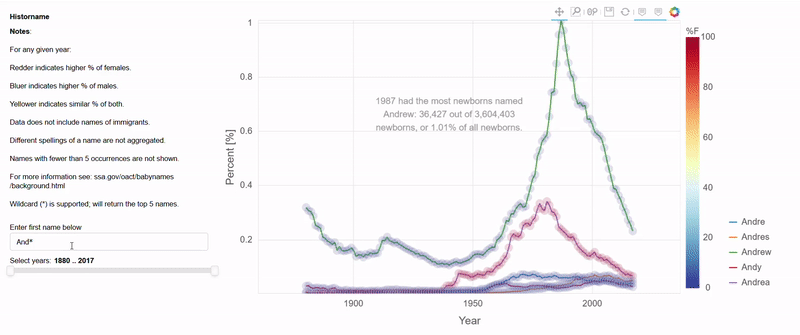 Historname
Notes:
For any given year:
Redder indicates higher % of females.
Bluer indicates higher % of males.
Yellower indicates similar % of both.
Data does not include names of immigrants.
Different spellings of a name are not aggregated.
Names with fewer than 5 occurrences are not shown.
For more information see: ssa.gov/oact/babynames
/background.html
Wildcard (*) is supported; will return the top 5 names.
Enter first name below
And*
Select years: 1880 .. 2017
1
0.8
0.6
0.4
0.2
Percent [%]
1987 had the most newborns named
Andrew: 36,427 out of 3,604,403
newborns, or 1.01% of all newborns.
1900
1950
2000
Year
%F
100
80
60
40
20
0
Andre
Andres
Andrew
Andy
Andrea